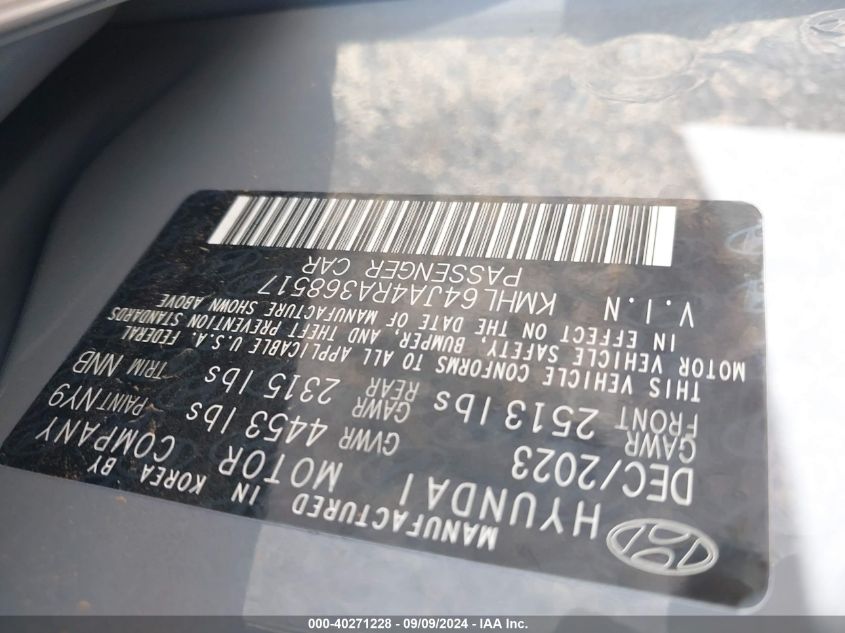 MANUFACTURED IN KOREA BY
HYUNDAI MOTOR COMPANY
DEC/2023 GVWR 4453 lbs PAINT NY9
GAWR FRONT 2513 lbs GAWR REAR 2315 lbs TRIM NNB
THIS VEHICLE CONFORMS TO ALL APPLICABLE U.S.A. FEDERAL
MOTOR VEHICLE SAFETY, BUMPER, AND THEFT PREVENTION STANDARDS
IN EFFECT ON THE DATE OF MANUFACTURE SHOWN ABOVE
V.I.N KMHL64JA4RA368517
PASSENGER CAR
000-40271228 - 09/09/2024 - IAA Inc.